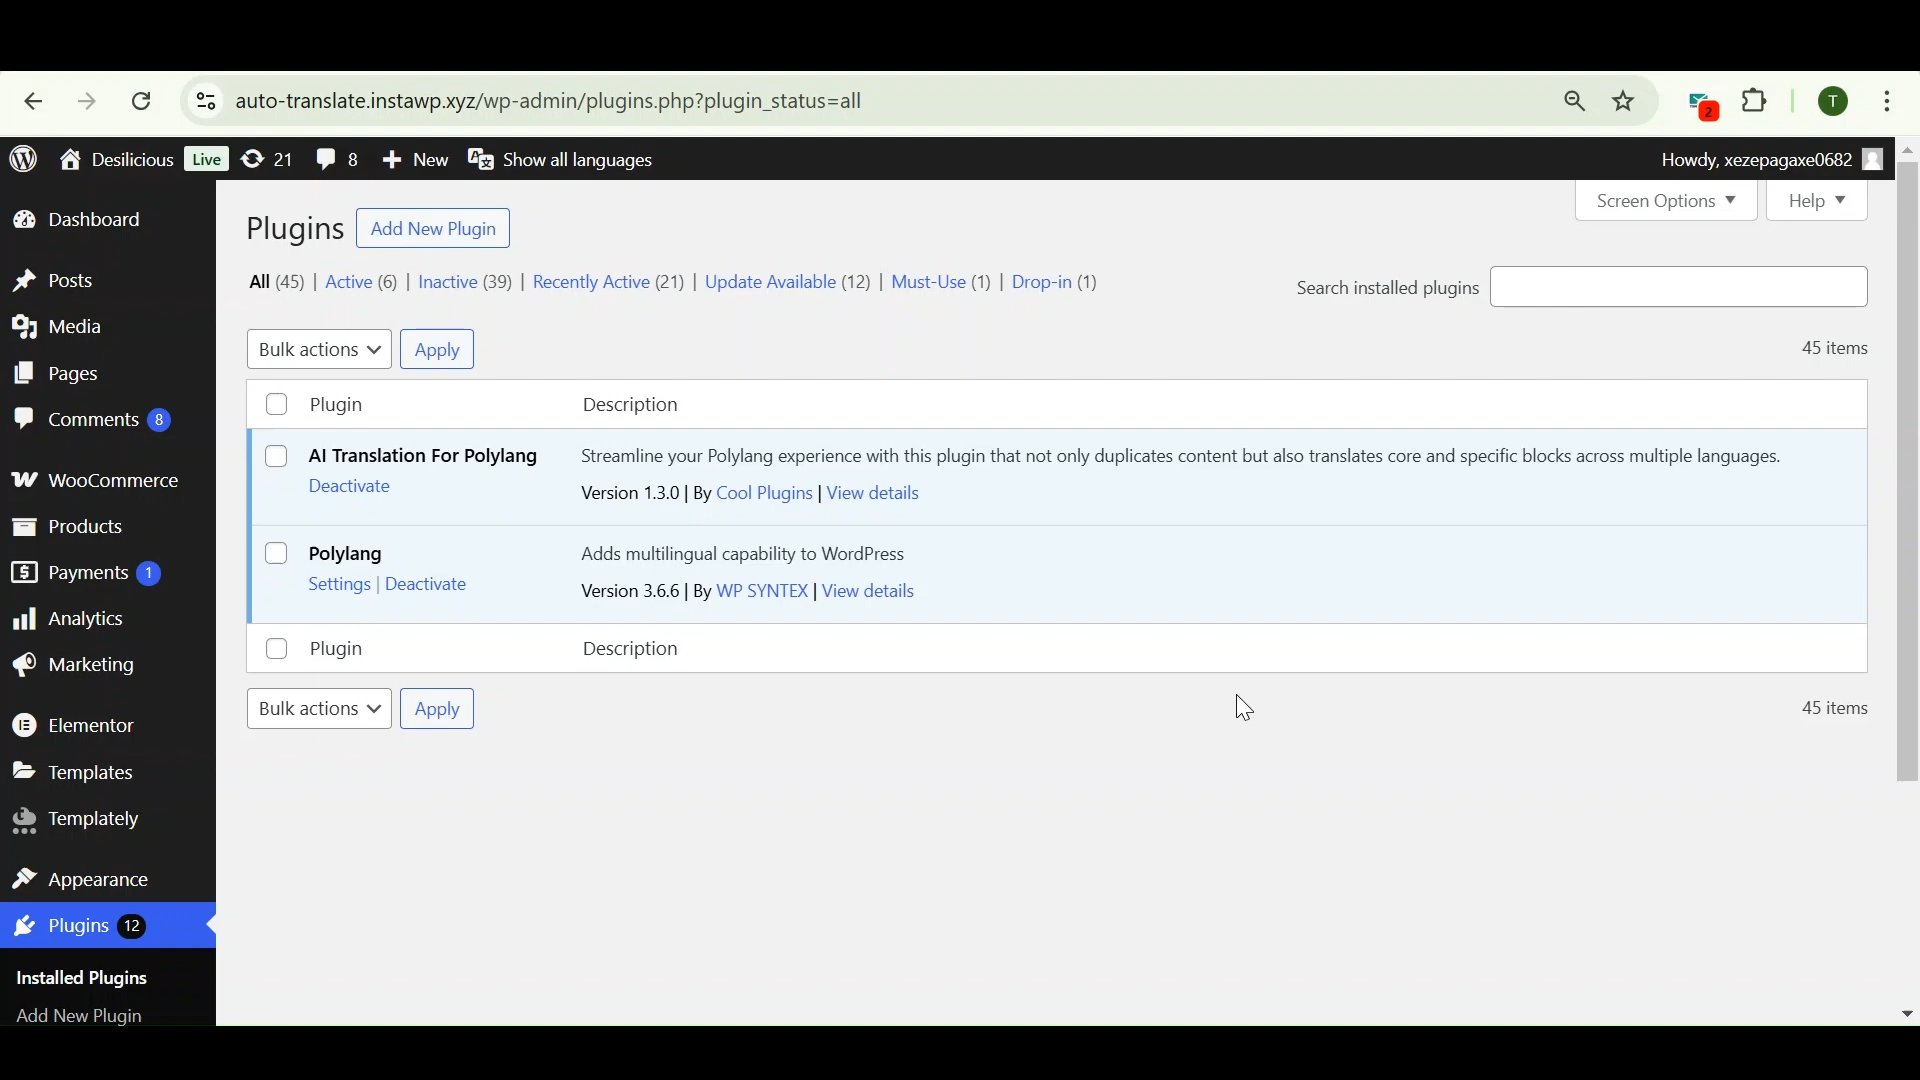 auto-translate.instawp.xyz/wp-admin/plugins.php?plugin_status=all
2
T
Desilicious Live 21 8 New Show all languages
Howdy, xezepagaxe0682
Dashboard
Posts
Media
Pages
Comments 8
WooCommerce
Products
Payments 1
Analytics
Marketing
Elementor
Templates
Templately
Appearance
Plugins 12
Installed Plugins
Add New Plugin
Screen Options
Help
Plugins Add New Plugin
All (45) | Active (6) | Inactive (39) | Recently Active (21) | Update Available (12) | Must-Use (1) | Drop-in (1)
Search installed plugins
Bulk actions Apply
45 items
Plugin Description
AI Translation For Polylang Streamline your Polylang experience with this plugin that not only duplicates content but also translates core and specific blocks across multiple languages.
Deactivate
Version 1.3.0 | By Cool Plugins | View details
Polylang Adds multilingual capability to WordPress
Settings | Deactivate
Version 3.6.6 | By WP SYNTEX | View details
Plugin Description
Bulk actions Apply
45 items